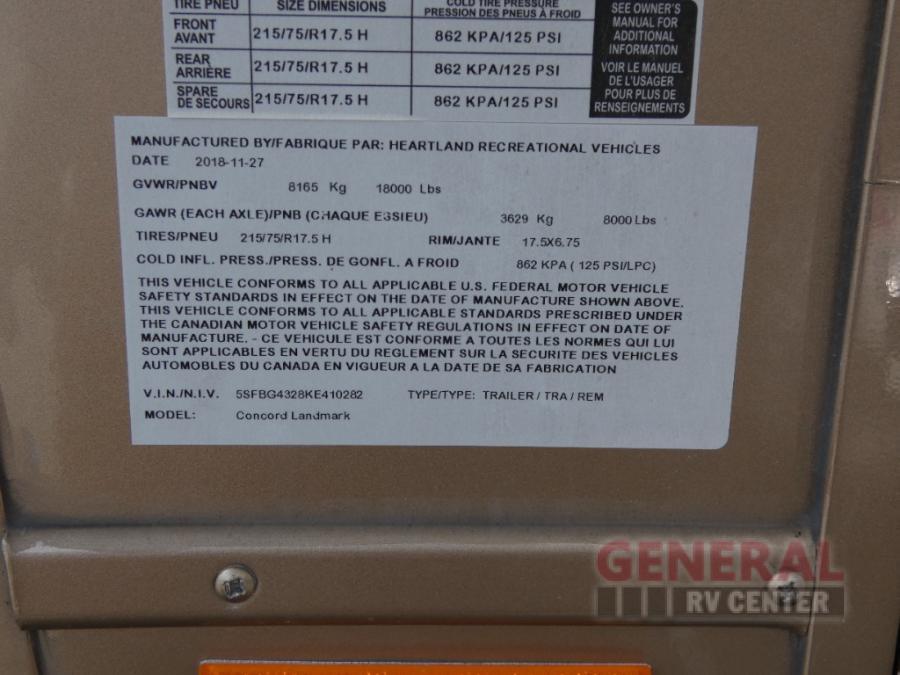 TIRE PNEU SIZE DIMENSIONS COLD TIRE PRESSURE
PRESSION DES PNEUS À FROID
FRONT
AVANT 215/75/R17.5 H 862 KPA/125 PSI
REAR
ARRIÈRE 215/75/R17.5 H 862 KPA/125 PSI
SPARE
DE SECOURS 215/75/R17.5 H 862 KPA/125 PSI
SEE OWNER'S
MANUAL FOR
ADDITIONAL
INFORMATION
VOIR LE MANUEL
DE L'USAGER
POUR PLUS DE
RENSEIGNEMENTS
MANUFACTURED BY/FABRIQUE PAR: HEARTLAND RECREATIONAL VEHICLES
DATE 2018-11-27
GVWR/PNBV 8165 Kg 18000 Lbs
GAWR (EACH AXLE)/PNB (CHAQUE ESSIEU) 3629 Kg 8000 Lbs
TIRES/PNEU 215/75/R17.5 H RIM/JANTE 17.5X6.75
COLD INFL. PRESS./PRESS. DE GONFL. A FROID 862 KPA ( 125 PSI/LPC)
THIS VEHICLE CONFORMS TO ALL APPLICABLE U.S. FEDERAL MOTOR VEHICLE
SAFETY STANDARDS IN EFFECT ON THE DATE OF MANUFACTURE SHOWN ABOVE.
THIS VEHICLE CONFORMS TO ALL APPLICABLE STANDARDS PRESCRIBED UNDER
THE CANADIAN MOTOR VEHICLE SAFETY REGULATIONS IN EFFECT ON DATE OF
MANUFACTURE. - CE VEHICULE EST CONFORME A TOUTES LES NORMES QUI LUI
SONT APPLICABLES EN VERTU DU REGLEMENT SUR LA SECURITE DES VEHICLES
AUTOMOBILES DU CANADA EN VIGUEUR A LA DATE DE SA FABRICATION
V.I.N./N.I.V. 5SFBG4328KE410282 TYPE/TYPE: TRAILER / TRA / REM
MODEL: Concord Landmark
GENERAL
RV CENTER